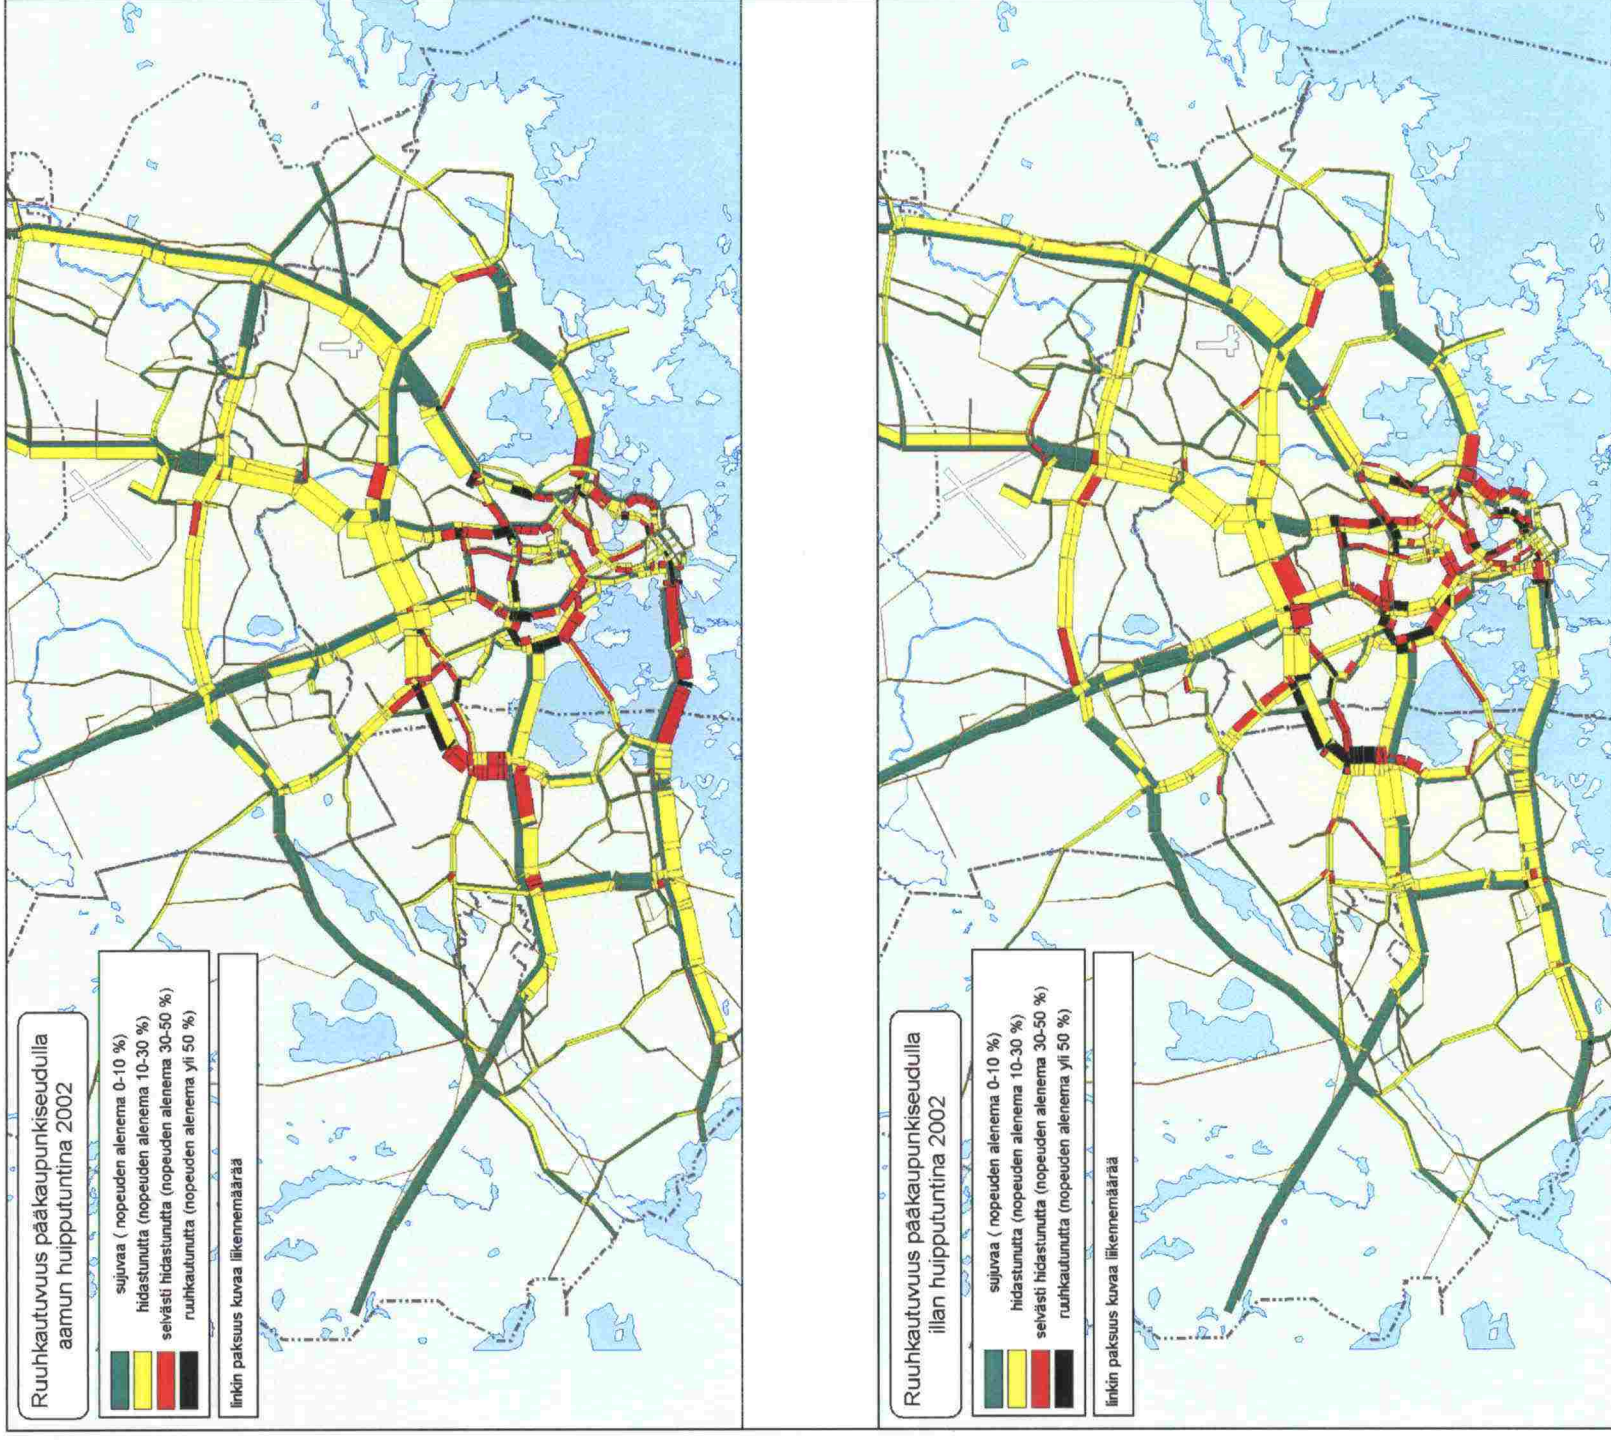 Ruuhkautuvuus pääkaupunkiseudulla
aamun huipputuntina 2002
sujuvaa ( nopeuden alenema 0-10 %)
hidastunutta (nopeuden alenema 10-30 %)
selvästi hidastunutta (nopeuden alenema 30-50 %)
ruuhkautunutta (nopeuden alenema yli 50 %)
linkin paksuus kuvaa liikennemäärää
Ruuhkautuvuus pääkaupunkiseudulla
illan huipputuntina 2002
sujuvaa ( nopeuden alenema 0-10 %)
hidastunutta (nopeuden alenema 10-30 %)
selvästi hidastunutta (nopeuden alenema 30-50 %)
ruuhkautunutta (nopeuden alenema yli 50 %)
linkin paksuus kuvaa liikennemäärää